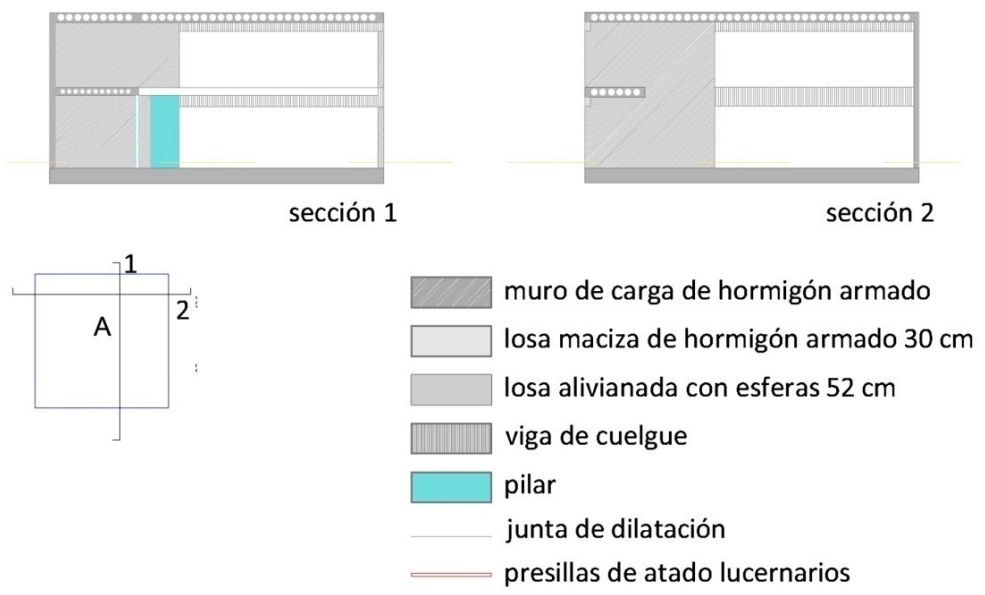 sección 1
sección 2
1
2
A
muro de carga de hormigón armado
losa maciza de hormigón armado 30 cm
losa alivianada con esferas 52 cm
viga de cuelgue
pilar
junta de dilatación
presillas de atado lucernarios